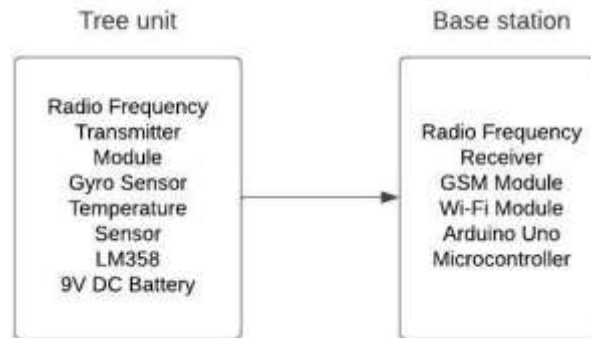 Tree unit
Base station
Radio Frequency
Transmitter
Module
Gyro Sensor
Temperature
Sensor
LM358
9V DC Battery
Radio Frequency
Receiver
GSM Module
Wi-Fi Module
Arduino Uno
Microcontroller